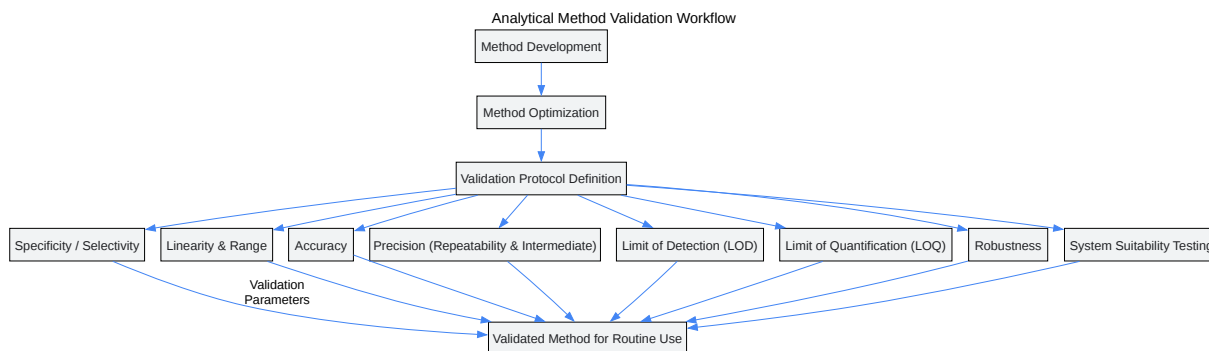 Analytical Method Validation Workflow
Method Development
Method Optimization
Validation Protocol Definition
Specificity / Selectivity
Linearity & Range
Accuracy
Precision (Repeatability & Intermediate)
Limit of Detection (LOD)
Limit of Quantification (LOQ)
Robustness
System Suitability Testing
Validation
Parameters
Validated Method for Routine Use